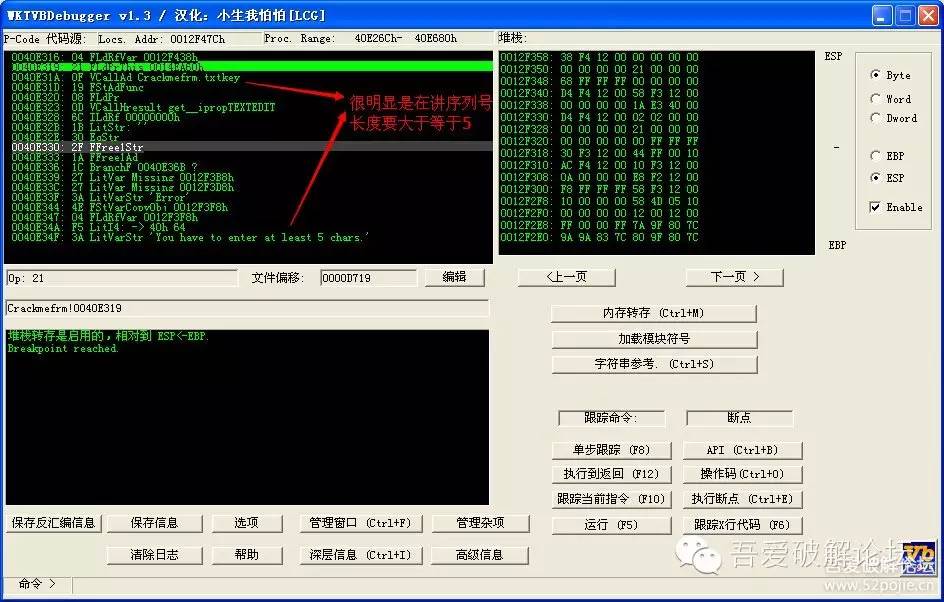 WKTVBDebugger v1.3 / 汉化：小生我怕怕[LCG]
P-Code 代码源: Locs. Addr: 0012F47Ch Proc. Range: 40E26Ch- 40E680h 堆栈:
0040E316: 04 FLdRfVar 0012F438h
0040E31A: 0F VCallAd Crackmefrm.txtkey
0040E31D: 19 FStAdFunc
0040E320: 08 FLdPr
0040E323: 0D VCallHresult get__ipropTEXTEDIT
0040E328: 6C ILdRf 00000000h
0040E32B: 1B LitStr: ''
0040E32E: 30 EqStr
0040E330: 2F FFree1Str
0040E333: 1A FFree1Ad
0040E336: 1C BranchF 0040E36B ?
0040E339: 27 LitVar Missing 0012F3B8h
0040E33C: 27 LitVar Missing 0012F3D8h
0040E33F: 3A LitVarStr 'Error'
0040E344: 4E FStVarCopyObj 0012F3F8h
0040E347: 04 FLdRfVar 0012F3F8h
0040E34A: F5 LitI4: -> 40h 64
0040E34F: 3A LitVarStr 'You have to enter at least 5 chars.'
很明显是在讲序列号
长度要大于等于5
0012F358: 38 F4 12 00 00 00 00 00
0012F350: 00 00 00 00 21 00 00 00
0012F348: 68 FF FF FF 00 00 00 00
0012F340: D4 F4 12 00 58 F3 12 00
0012F338: 00 00 00 00 1A E3 40 00
0012F330: D4 F4 12 00 02 02 00 00
0012F328: 00 00 00 00 21 00 00 00
0012F320: 00 00 00 00 FF FF FF FF
0012F318: 30 F3 12 00 44 FF 00 10
0012F310: AC F4 12 00 10 F3 12 00
0012F308: 0A 00 00 00 E8 F2 12 00
0012F300: F8 FF FF FF 58 F3 12 00
0012F2F8: 10 00 00 00 58 4D 05 10
0012F2F0: 00 00 00 00 12 00 12 00
0012F2E8: FF 00 00 FF 7A 9F 80 7C
0012F2E0: 9A 9A 83 7C 80 9F 80 7C
ESP
-
EBP
Byte
Word
Dword
EBP
ESP
Enable
Op: 21 文件偏移: 0000D719 编辑 <上一页 下一页 >
Crackmefrm!0040E319
堆栈转存是启用的，相对到 ESP<-EBP.
Breakpoint reached.
内存转存 (Ctrl+M)
加载模块符号
字符串参考. (Ctrl+S)
跟踪命令: 断点
单步跟踪 (F8) API (Ctrl+B)
执行到返回 (F12) 操作码(Ctrl+O)
跟踪当前指令 (F10) 执行断点 (Ctrl+E)
运行 (F5) 跟踪X行代码 (F6)
保存反汇编信息 保存信息 选项 管理窗口 (Ctrl+F) 管理杂项
清除日志 帮助 深层信息 (Ctrl+I) 高级信息
命令 >
吾爱破解论坛
吾爱破解论坛
www.52pojie.cn